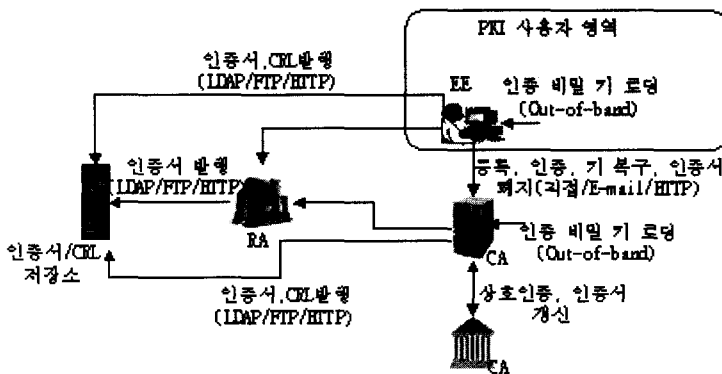 PKI 사용자 영역
인증서,CRL발행
(LDAP/FTP/HTTP)
EE
인증 비밀 키 로딩
(Out-of-band)
등록, 인증, 키 복구, 인증서
폐지(직접/E-mail/HTTP)
인증서 발행
(LDAP/FTP/HTTP)
RA
인증서/CRL
저장소
인증 비밀 키 로딩
(Out-of-band)
CA
인증서,CRL발행
(LDAP/FTP/HTTP)
상호인증, 인증서
갱신
CA